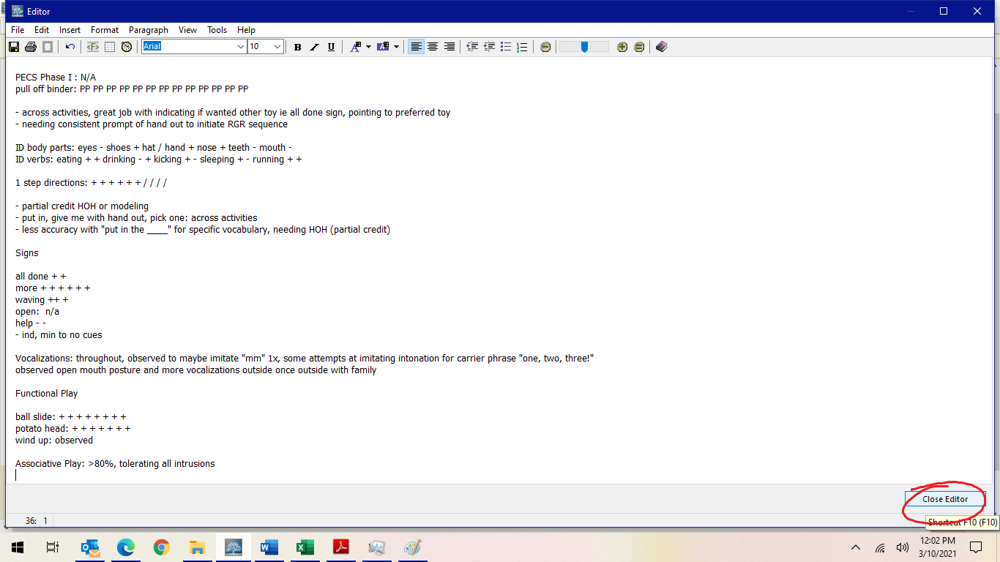 Editor
File Edit Insert Format Paragraph View Tools Help
<F> Arial 10 B I U A AB
PECS Phase I : N/A
pull off binder: PP PP PP PP PP PP PP PP PP PP PP PP PP
- across activities, great job with indicating if wanted other toy ie all done sign, pointing to preferred toy
- needing consistent prompt of hand out to initiate RGR sequence
ID body parts: eyes - shoes + hat / hand + nose + teeth - mouth -
ID verbs: eating + + drinking - + kicking + - sleeping + - running + +
1 step directions: + + + + + + / / / /
- partial credit HOH or modeling
- put in, give me with hand out, pick one: across activities
- less accuracy with "put in the ____" for specific vocabulary, needing HOH (partial credit)
Signs
all done + +
more + + + + + +
waving ++ +
open:  n/a
help - -
- ind, min to no cues
Vocalizations: throughout, observed to maybe imitate "mm" 1x, some attempts at imitating intonation for carrier phrase "one, two, three!"
observed open mouth posture and more vocalizations outside once outside with family
Functional Play
ball slide: + + + + + + + +
potato head: + + + + + + +
wind up: observed
Associative Play: >80%, tolerating all intrusions
Close Editor
Shortcut F10 (F10)
36: 1
12:02 PM
3/10/2021